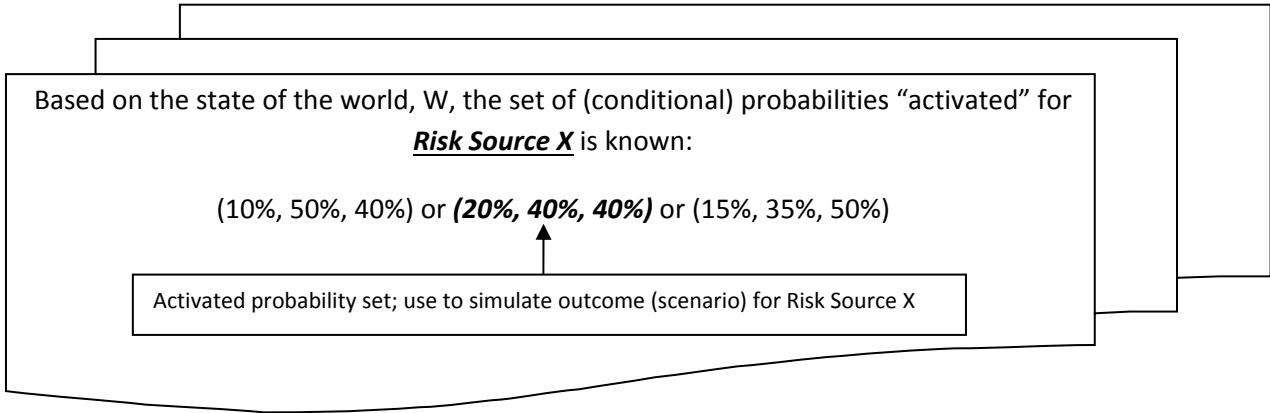 Based on the state of the world, W, the set of (conditional) probabilities “activated” for
Risk Source X is known:
(10%, 50%, 40%) or (20%, 40%, 40%) or (15%, 35%, 50%)
Activated probability set; use to simulate outcome (scenario) for Risk Source X